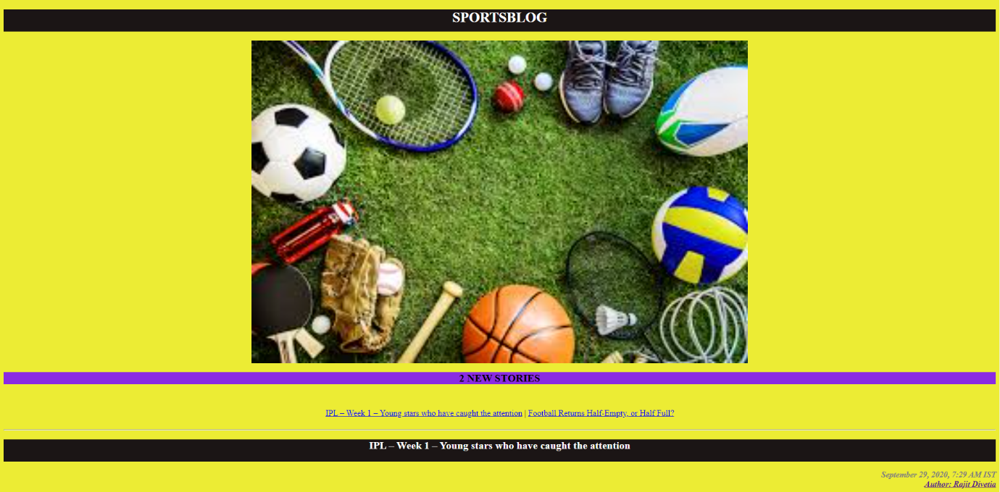 SPORTSBLOG
2 NEW STORIES
IPL – Week 1 – Young stars who have caught the attention | Football Returns Half-Empty, or Half Full?
IPL – Week 1 – Young stars who have caught the attention
September 29, 2020, 7:29 AM IST
Author: Rajit Divetia